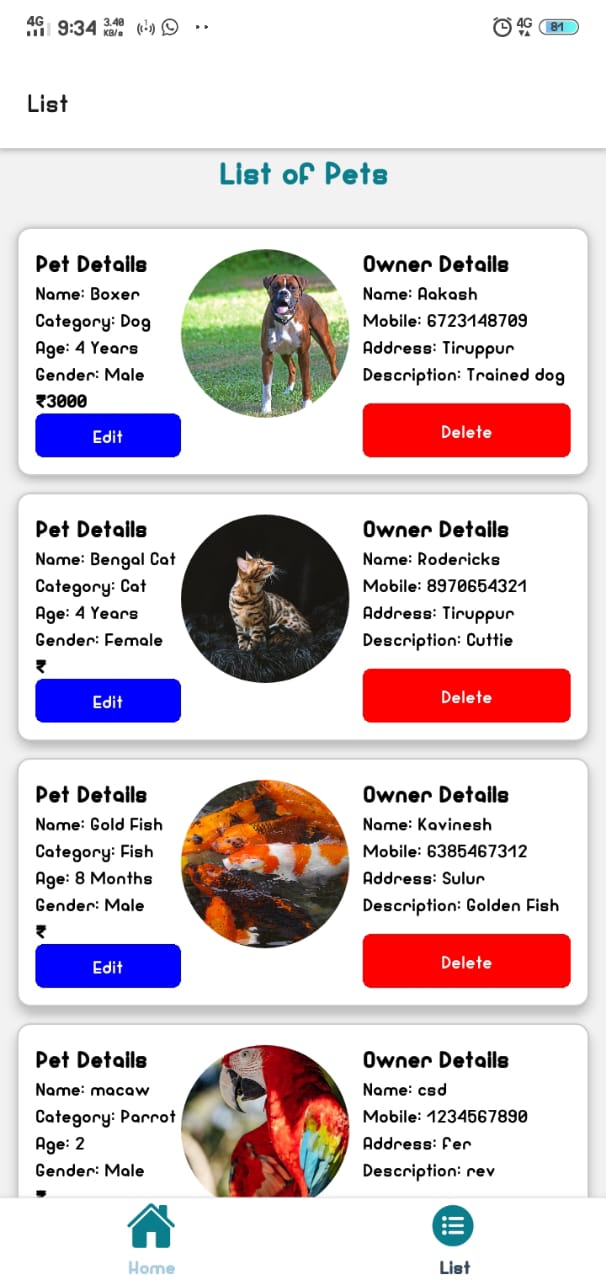 4G 9:34 3.40 KB/s 4G 81
List
List of Pets
Pet Details
Name: Boxer
Category: Dog
Age: 4 Years
Gender: Male
₹3000
Edit
Owner Details
Name: Aakash
Mobile: 6723148709
Address: Tiruppur
Description: Trained dog
Delete
Pet Details
Name: Bengal Cat
Category: Cat
Age: 4 Years
Gender: Female
₹
Edit
Owner Details
Name: Rodericks
Mobile: 8970654321
Address: Tiruppur
Description: Cuttie
Delete
Pet Details
Name: Gold Fish
Category: Fish
Age: 8 Months
Gender: Male
₹
Edit
Owner Details
Name: Kavinesh
Mobile: 6385467312
Address: Sulur
Description: Golden Fish
Delete
Pet Details
Name: macaw
Category: Parrot
Age: 2
Gender: Male
₹
Owner Details
Name: csd
Mobile: 1234567890
Address: fer
Description: rev
Home
List